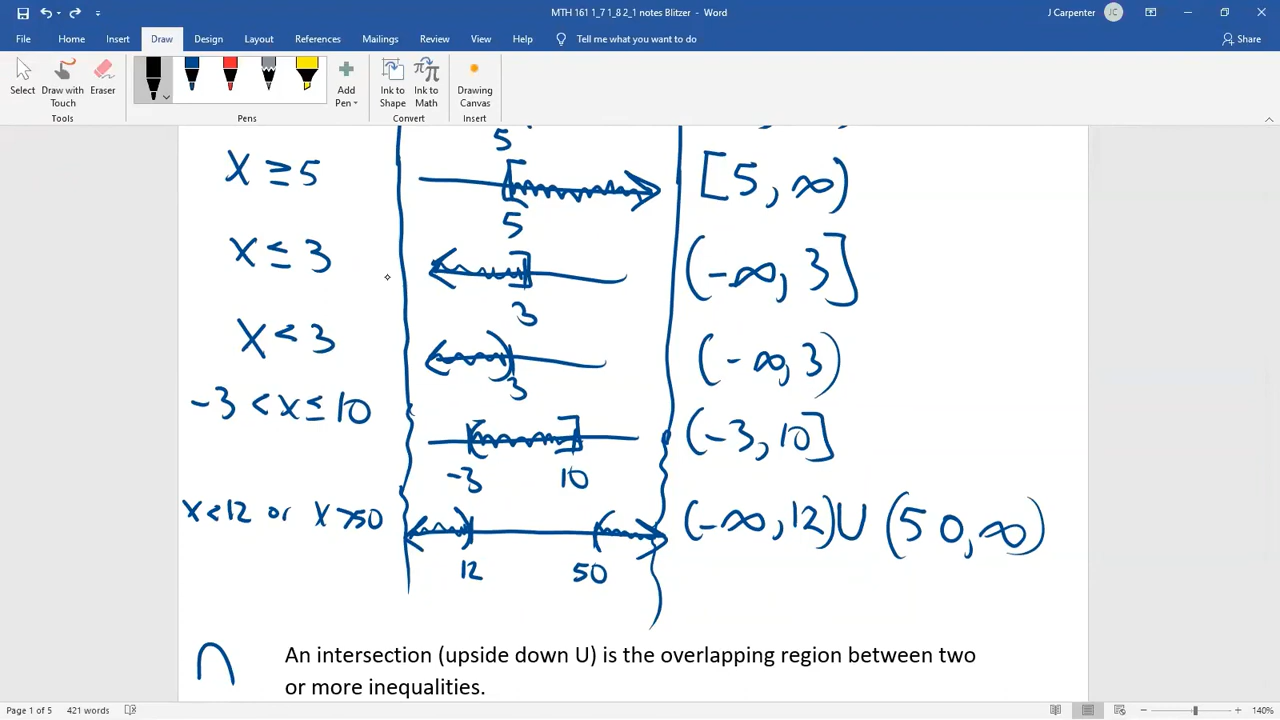 MTH 161 1_7 1_8 2_1 notes Blitzer - Word
J Carpenter JC
File Home Insert Draw Design Layout References Mailings Review View Help Tell me what you want to do Share
Select Draw with Touch Eraser Add Pen Ink to Shape Ink to Math Drawing Canvas
Tools Pens Convert Insert
5
X ≥ 5 [5, ∞)
5
X ≤ 3 (-∞, 3]
3
X < 3 (-∞, 3)
3
-3 < X ≤ 10 (-3, 10]
-3 10
X < 12 or X > 50 (-∞, 12) U (50, ∞)
12 50
∩ An intersection (upside down U) is the overlapping region between two
or more inequalities.
Page 1 of 5 421 words 140%